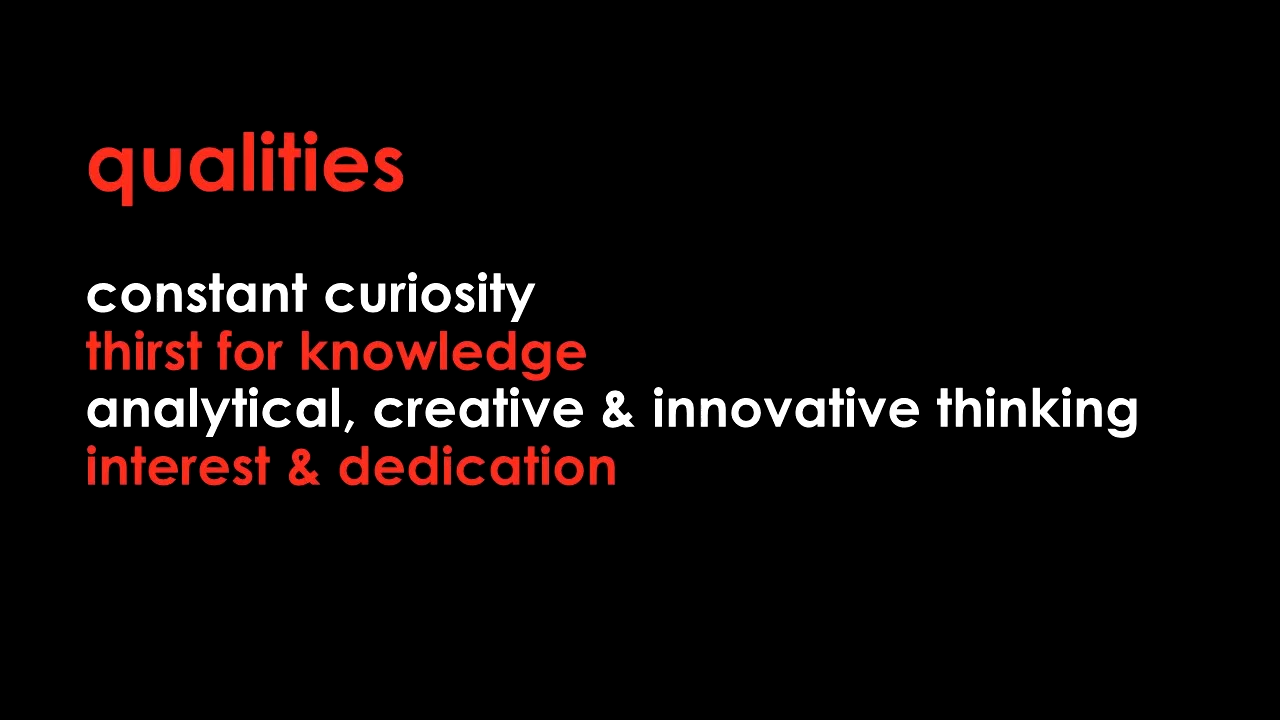 qualities
constant curiosity
thirst for knowledge
analytical, creative & innovative thinking
interest & dedication